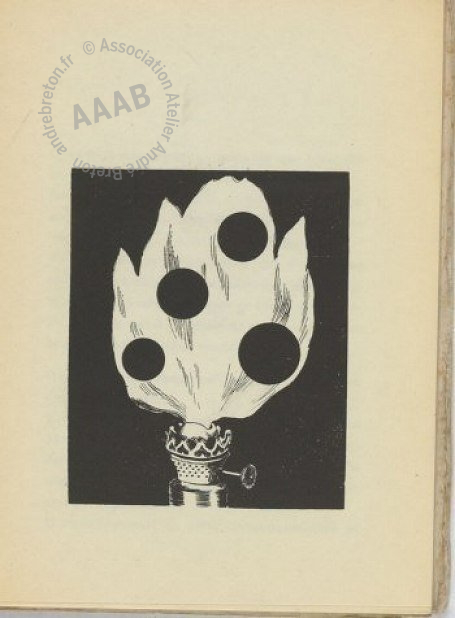 andrebreton.fr © Association Atelier André Breton
AAAB